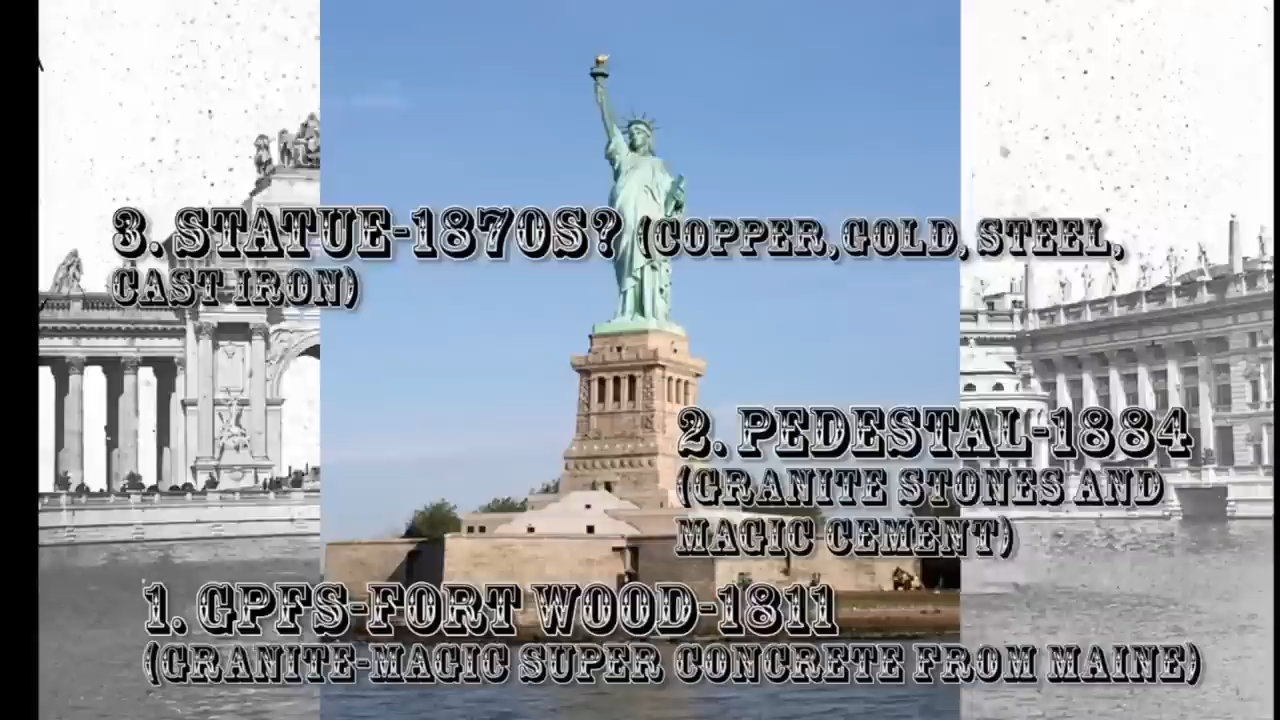 3. STATUE-1870S? (COPPER,GOLD, STEEL,
CAST IRON)
2. PEDESTAL-1884
(GRANITE STONES AND
MAGIC CEMENT)
1. GPFS-FORT WOOD-1811
(GRANITE-MAGIC SUPER CONCRETE FROM MAINE)